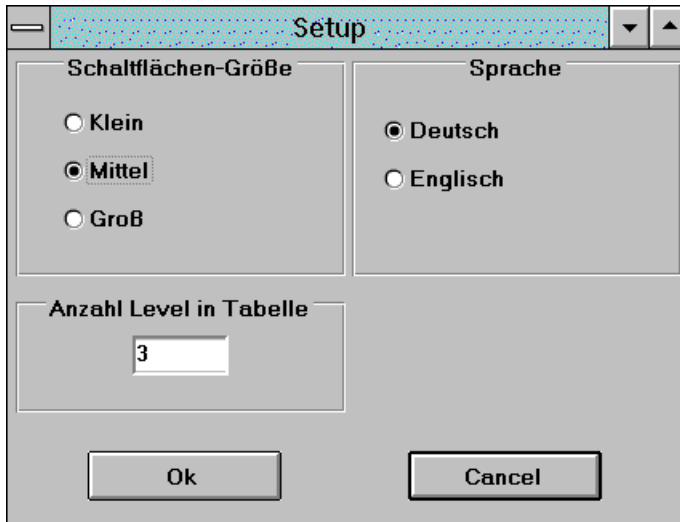 Setup
Schaltflächen-Größe
Klein
Mittel
Groß
Sprache
Deutsch
Englisch
Anzahl Level in Tabelle
3
Ok
Cancel